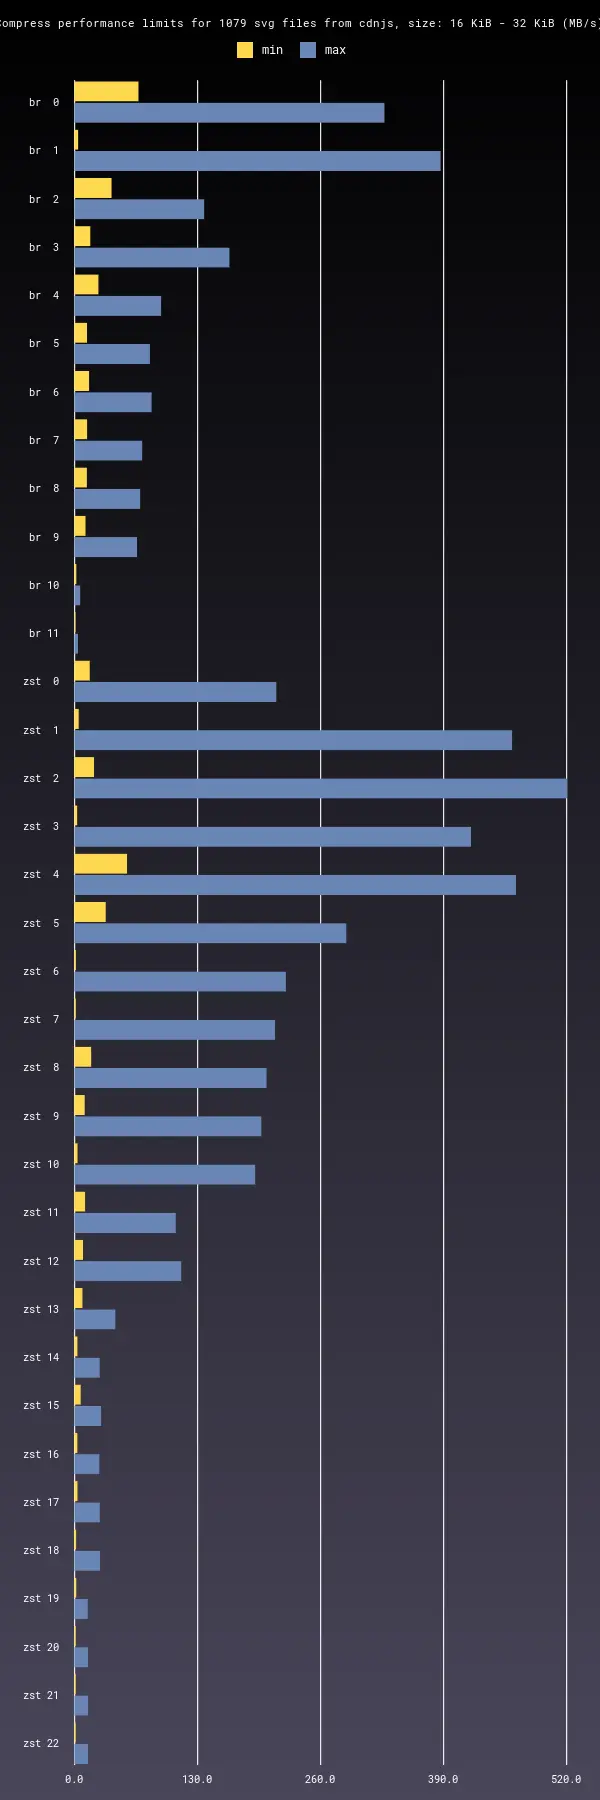 Compress performance limits for 1079 svg files from cdnjs, size: 16 KiB - 32 KiB (MB/s)
min max
br 0
br 1
br 2
br 3
br 4
br 5
br 6
br 7
br 8
br 9
br 10
br 11
zst 0
zst 1
zst 2
zst 3
zst 4
zst 5
zst 6
zst 7
zst 8
zst 9
zst 10
zst 11
zst 12
zst 13
zst 14
zst 15
zst 16
zst 17
zst 18
zst 19
zst 20
zst 21
zst 22
0.0 130.0 260.0 390.0 520.0